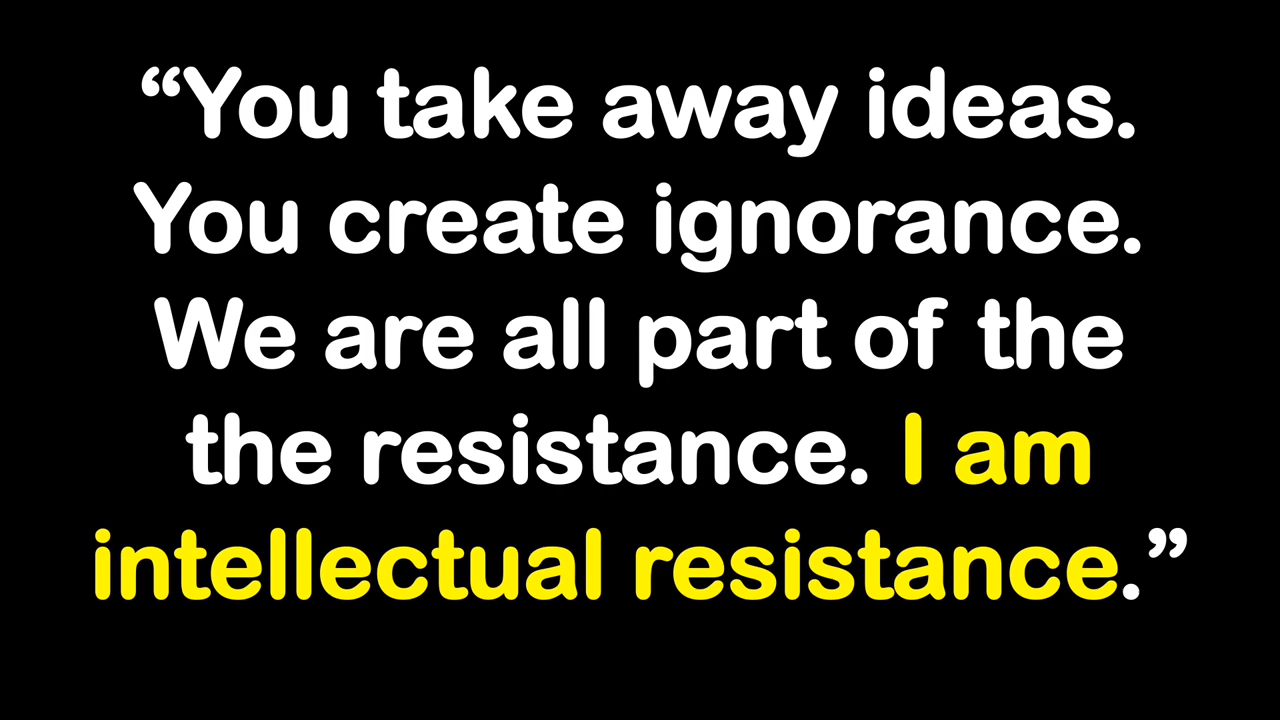 “You take away ideas.
You create ignorance.
We are all part of the
the resistance. I am
intellectual resistance.”